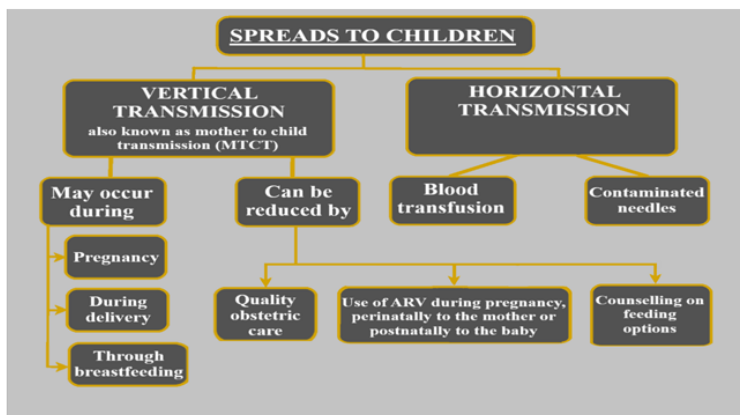 SPREADS TO CHILDREN
VERTICAL
TRANSMISSION
also known as mother to child
transmission (MTCT)
HORIZONTAL
TRANSMISSION
May occur
during
Can be
reduced by
Blood
transfusion
Contaminated
needles
Pregnancy
During
delivery
Through
breastfeeding
Quality
obstetric
care
Use of ARV during pregnancy,
perinatally to the mother or
postnatally to the baby
Counselling on
feeding
options